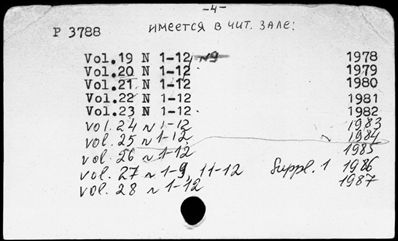 -4-
P 3788 ИМЕЕТСЯ В ЧИТ. ЗАЛЕ:
Vol.19 N 1-12, №9 1978
Vol.20 N 1-12 1979
Vol.21 N 1-12 1980
Vol.22 N 1-12 1981
Vol.23 N 1-12 1982
vol. 24 N 1-12 1983
vol. 25 N 1-12 1984
vol. 26 N 1-12 1985
vol. 27 N 1-9, 11-12 Suppl. 1 1986
vol. 28 N 1-12 1987